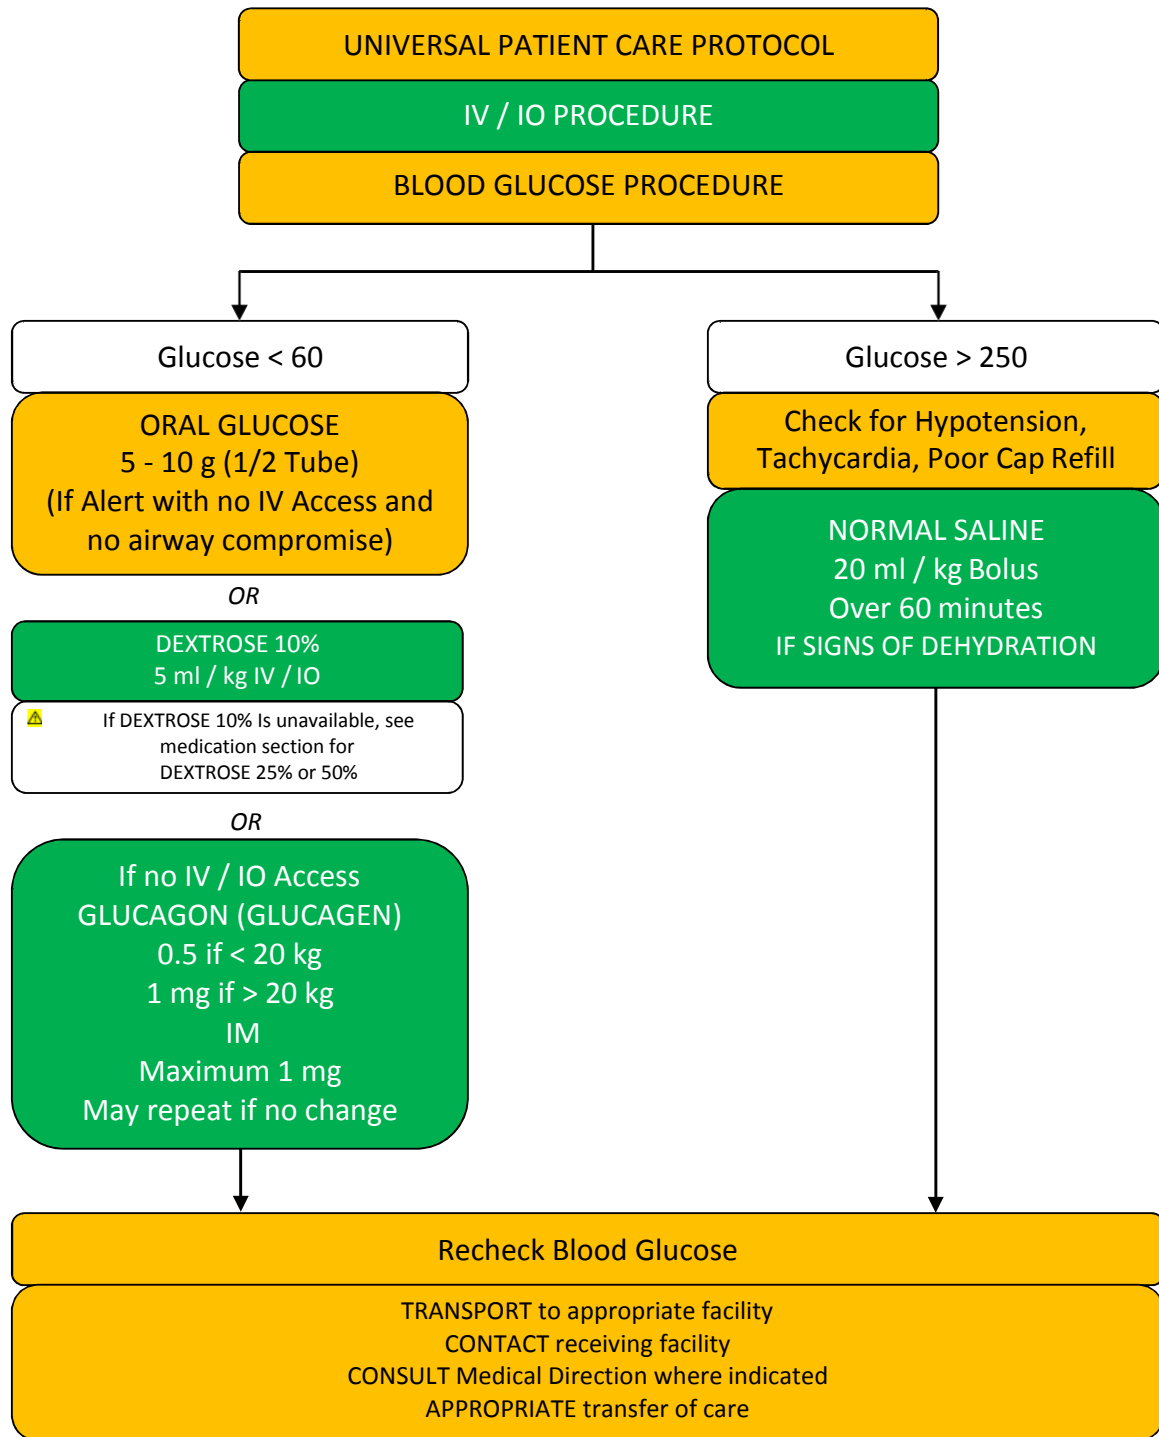 UNIVERSAL PATIENT CARE PROTOCOL
IV / IO PROCEDURE
BLOOD GLUCOSE PROCEDURE
Glucose < 60
ORAL GLUCOSE
5 - 10 g (1/2 Tube)
(If Alert with no IV Access and
no airway compromise)
OR
DEXTROSE 10%
5 ml / kg IV / IO
If DEXTROSE 10% Is unavailable, see
medication section for
DEXTROSE 25% or 50%
OR
If no IV / IO Access
GLUCAGON (GLUCAGEN)
0.5 if < 20 kg
1 mg if > 20 kg
IM
Maximum 1 mg
May repeat if no change
Glucose > 250
Check for Hypotension,
Tachycardia, Poor Cap Refill
NORMAL SALINE
20 ml / kg Bolus
Over 60 minutes
IF SIGNS OF DEHYDRATION
Recheck Blood Glucose
TRANSPORT to appropriate facility
CONTACT receiving facility
CONSULT Medical Direction where indicated
APPROPRIATE transfer of care